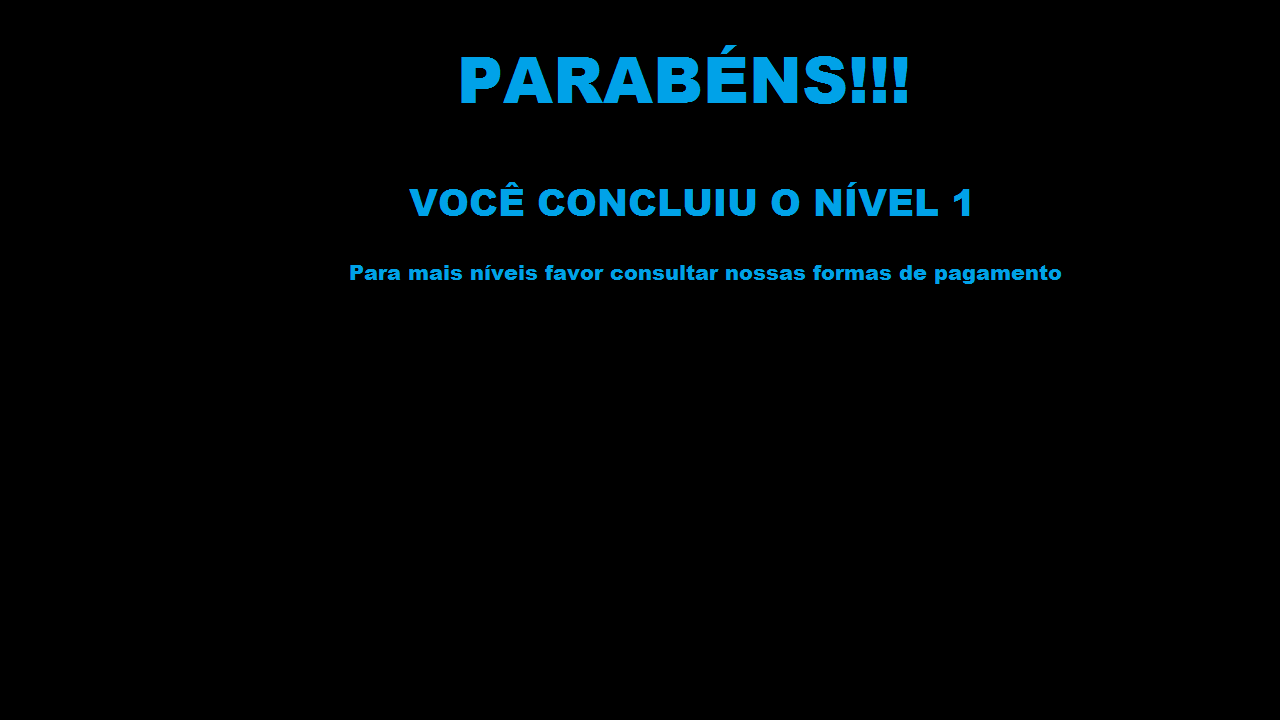 PARABÉNS!!!
VOCÊ CONCLUIU O NÍVEL 1
Para mais níveis favor consultar nossas formas de pagamento